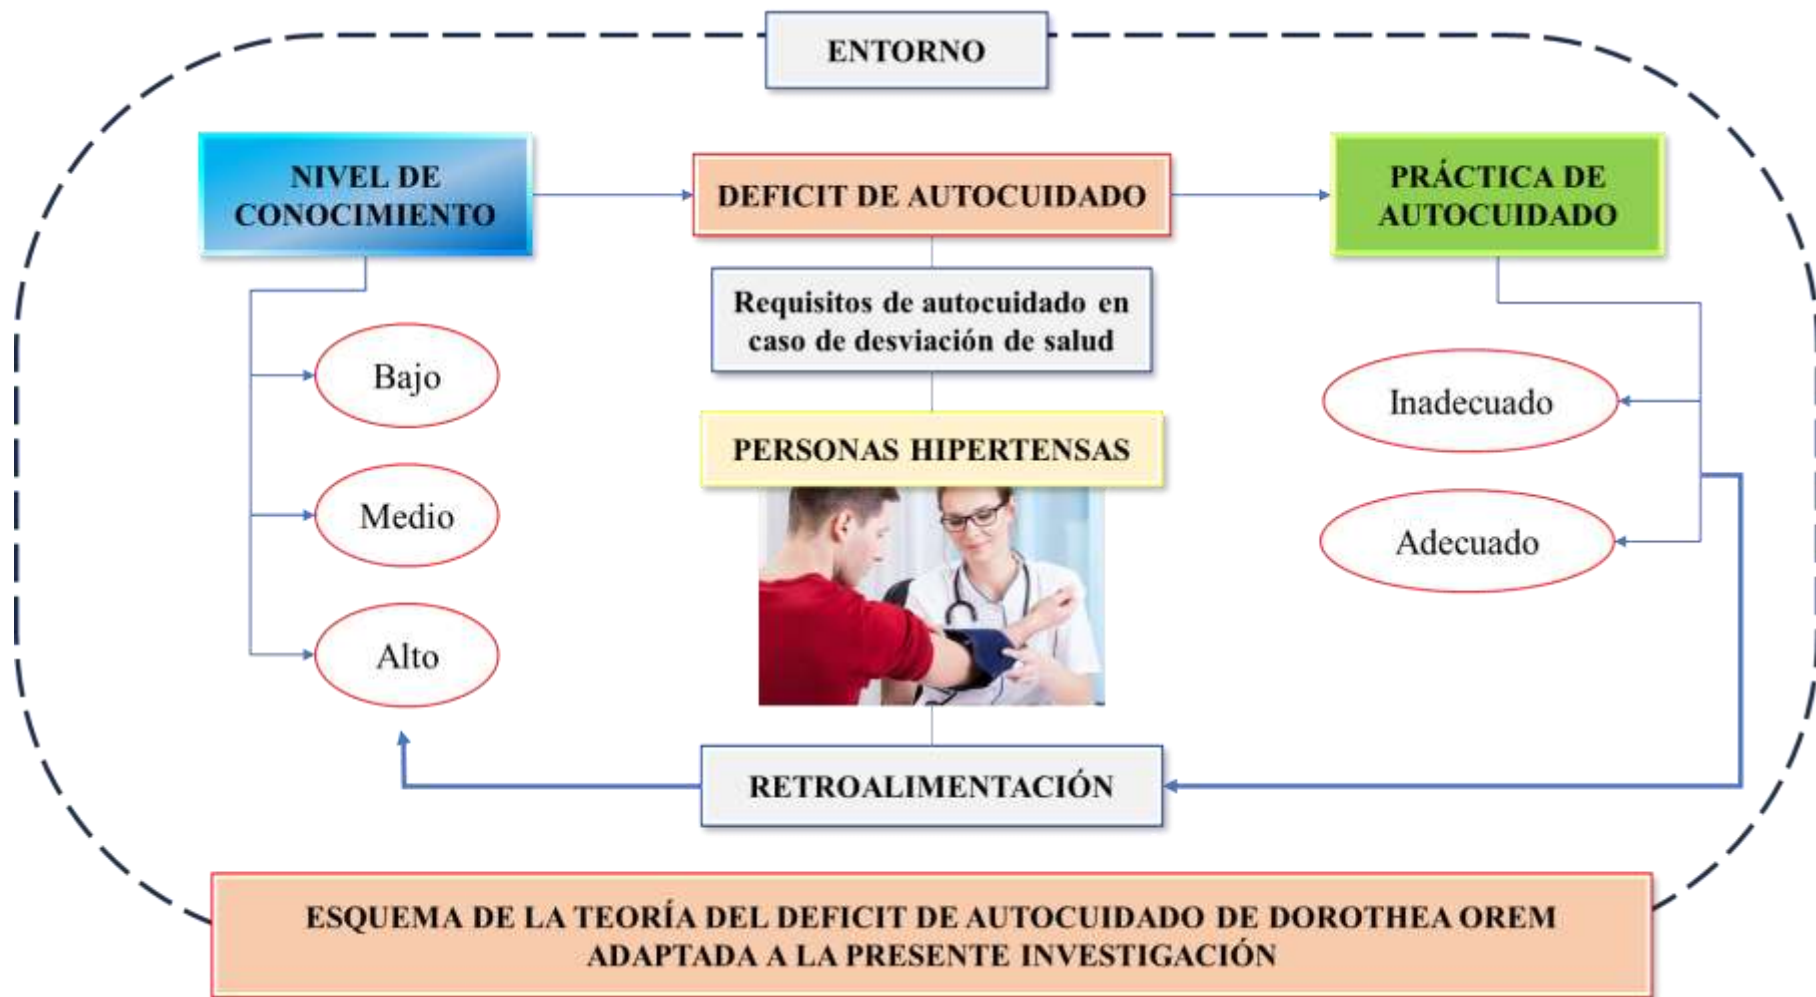 ENTORNO
NIVEL DE
CONOCIMIENTO
DEFICIT DE AUTOCUIDADO
PRÁCTICA DE
AUTOCUIDADO
Requisitos de autocuidado en
caso de desviación de salud
Bajo
Medio
Alto
PERSONAS HIPERTENSAS
Inadecuado
Adecuado
RETROALIMENTACIÓN
ESQUEMA DE LA TEORÍA DEL DEFICIT DE AUTOCUIDADO DE DOROTHEA OREM
ADAPTADA A LA PRESENTE INVESTIGACIÓN